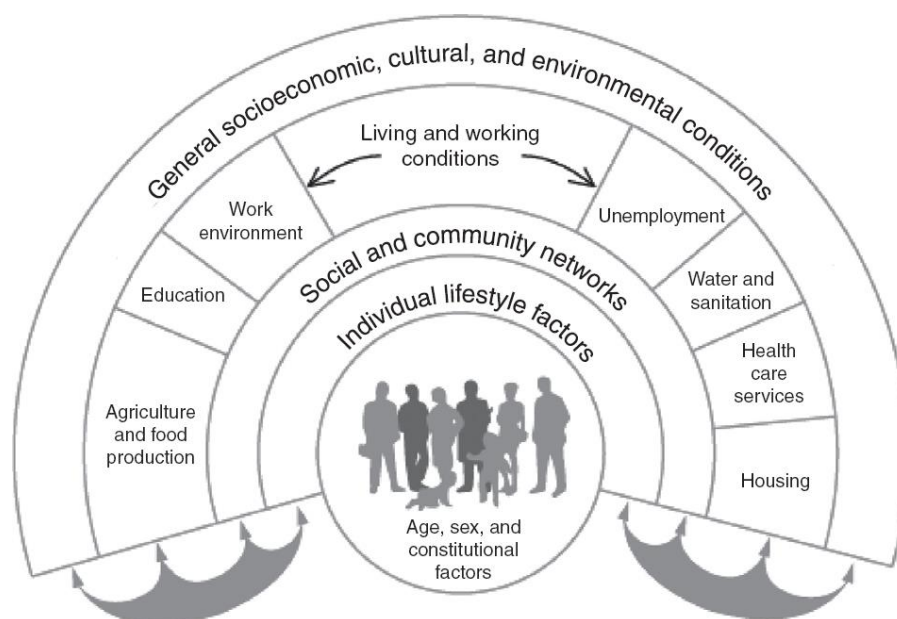 General socioeconomic, cultural, and environmental conditions
Living and working
conditions
Work
environment
Unemployment
Education
Water and
sanitation
Agriculture
and food
production
Health
care
services
Housing
Social and community networks
Individual lifestyle factors
Age, sex, and
constitutional
factors